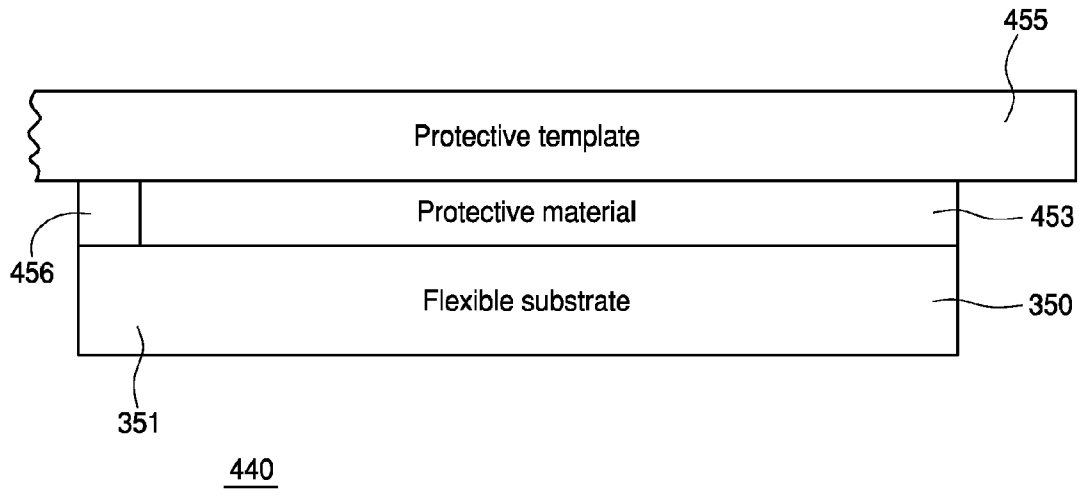 455
Protective template
Protective material
453
456
Flexible substrate
350
351
440